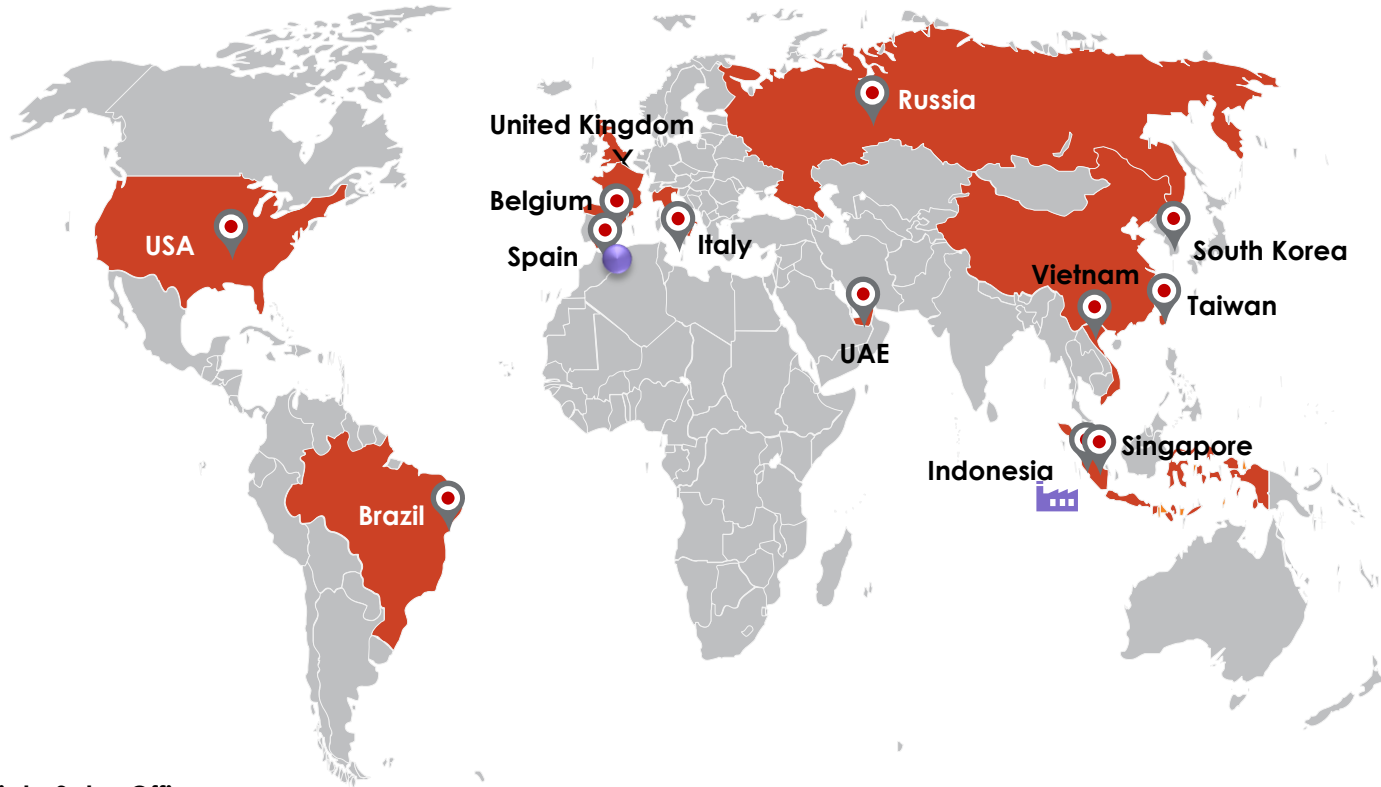 Russia
United Kingdom
Belgium
USA
Italy
South Korea
Spain
Vietnam
Taiwan
UAE
Singapore
Indonesia
Brazil